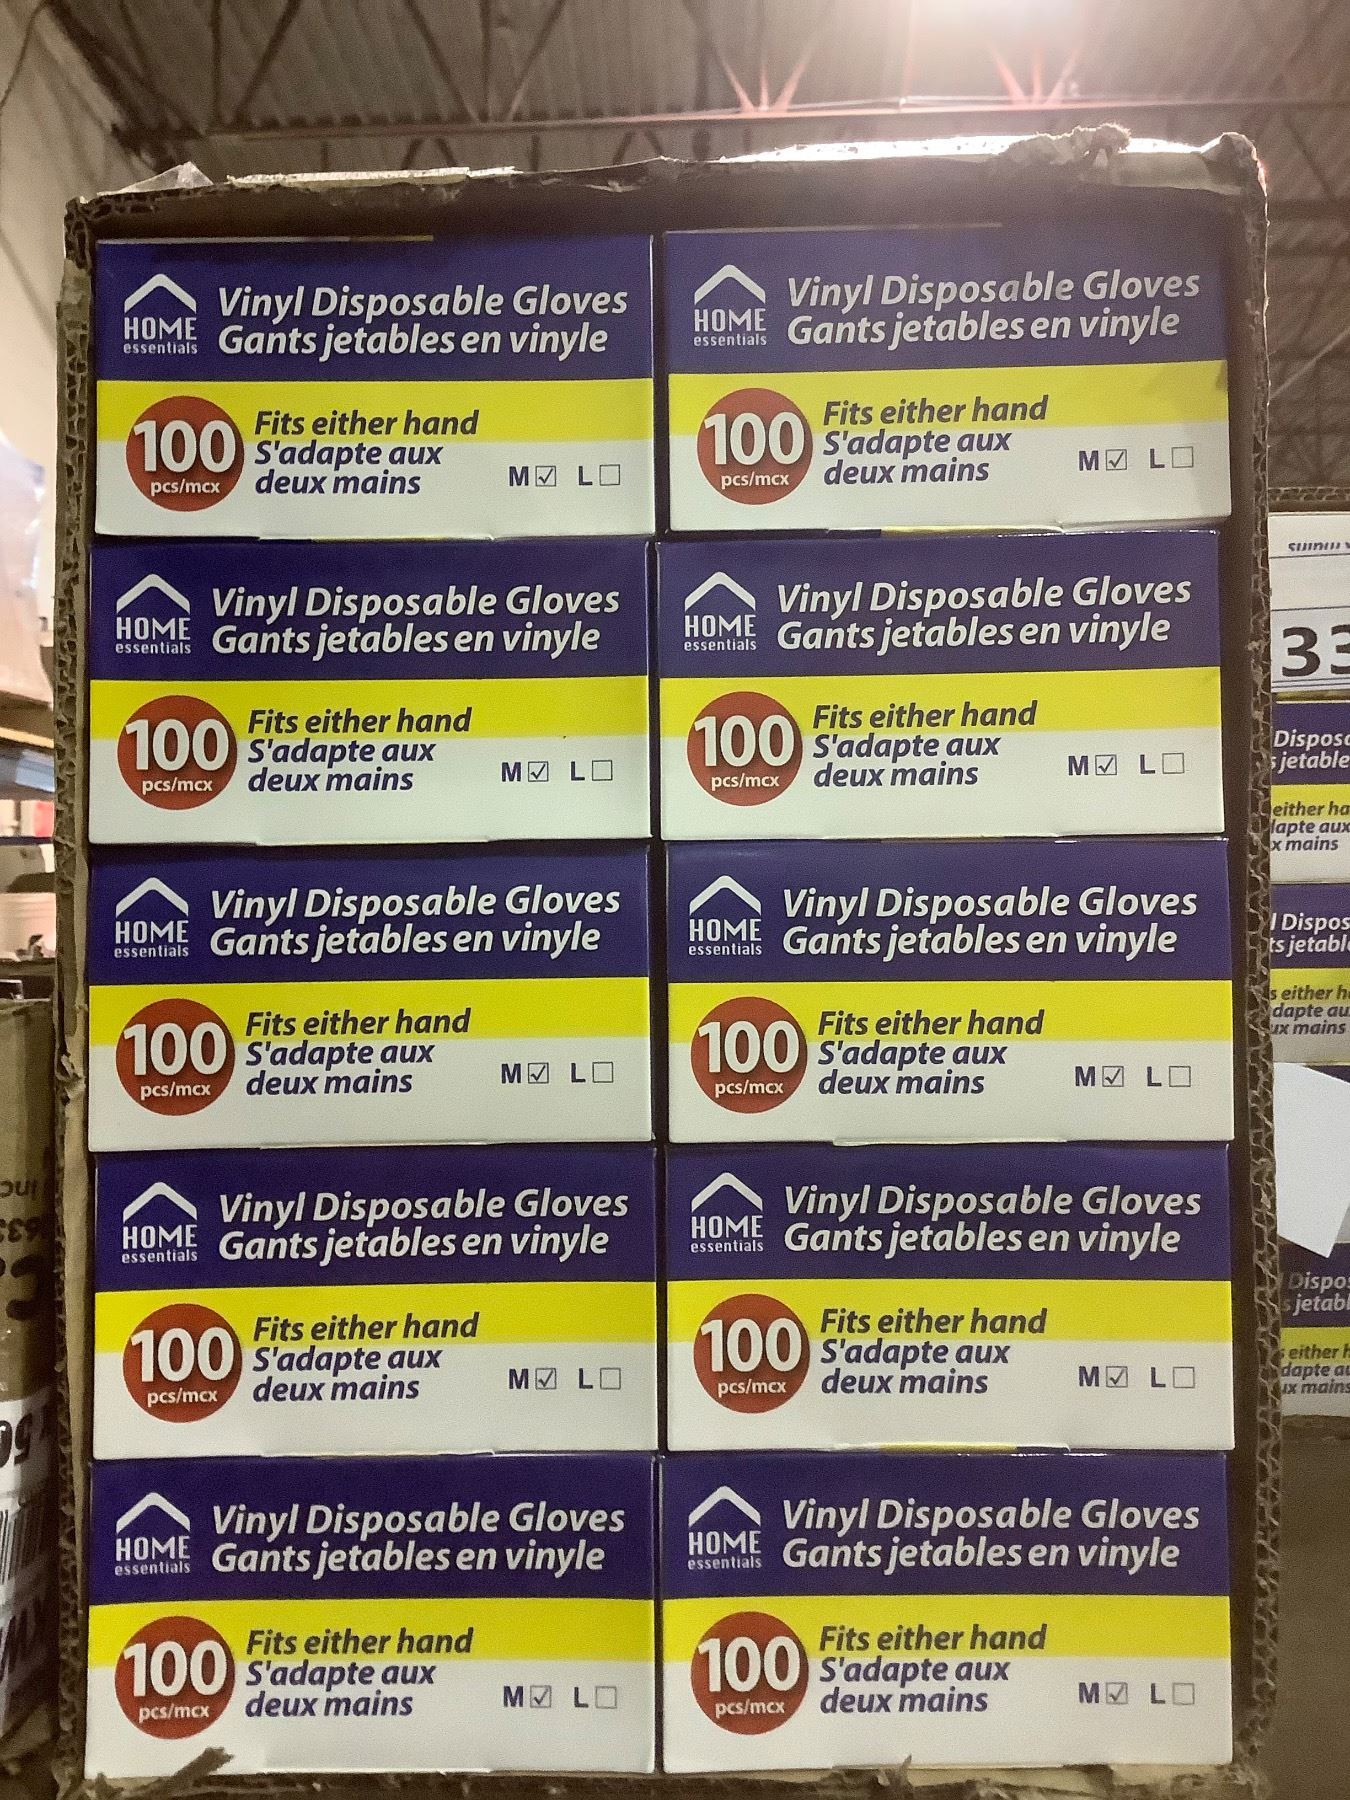 HOME
essentials
Vinyl Disposable Gloves
Gants jetables en vinyle
100
pcs/mcx
Fits either hand
S'adapte aux
deux mains
M☑ L☐
HOME
essentials
Vinyl Disposable Gloves
Gants jetables en vinyle
100
pcs/mcx
Fits either hand
S'adapte aux
deux mains
M☑ L☐
HOME
essentials
Vinyl Disposable Gloves
Gants jetables en vinyle
100
pcs/mcx
Fits either hand
S'adapte aux
deux mains
M☑ L☐
HOME
essentials
Vinyl Disposable Gloves
Gants jetables en vinyle
100
pcs/mcx
Fits either hand
S'adapte aux
deux mains
M☑ L☐
HOME
essentials
Vinyl Disposable Gloves
Gants jetables en vinyle
100
pcs/mcx
Fits either hand
S'adapte aux
deux mains
M☑ L☐
HOME
essentials
Vinyl Disposable Gloves
Gants jetables en vinyle
100
pcs/mcx
Fits either hand
S'adapte aux
deux mains
M☑ L☐
HOME
essentials
Vinyl Disposable Gloves
Gants jetables en vinyle
100
pcs/mcx
Fits either hand
S'adapte aux
deux mains
M☑ L☐
HOME
essentials
Vinyl Disposable Gloves
Gants jetables en vinyle
100
pcs/mcx
Fits either hand
S'adapte aux
deux mains
M☑ L☐
HOME
essentials
Vinyl Disposable Gloves
Gants jetables en vinyle
100
pcs/mcx
Fits either hand
S'adapte aux
deux mains
M☑ L☐
HOME
essentials
Vinyl Disposable Gloves
Gants jetables en vinyle
100
pcs/mcx
Fits either hand
S'adapte aux
deux mains
M☑ L☐
33
jetable
either
aux
mains
either
mains
either
mains